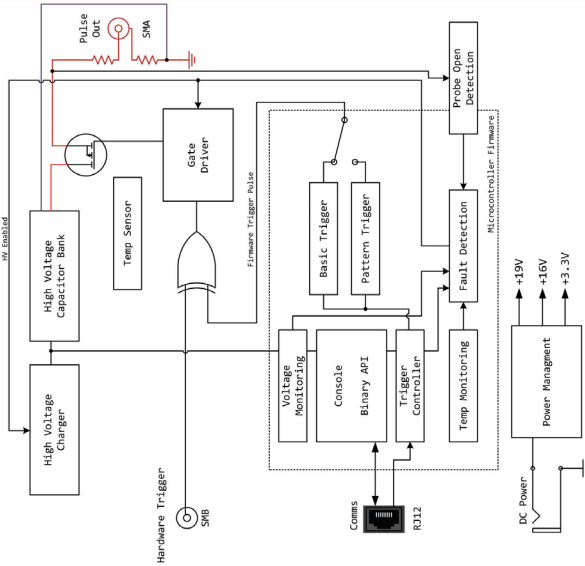 Pulse
Out
SMA
HV Enabled
High Voltage
Capacitor Bank
High Voltage
Charger
Temp Sensor
Gate
Driver
Firmware Trigger Pulse
Hardware Trigger
SMB
Probe Open
Detection
Microcontroller Firmware
Basic Trigger
Pattern Trigger
Fault Detection
Voltage
Monitoring
Console
Binary API
Trigger
Controller
Temp Monitoring
Comms
RJ12
+19V
+16V
+3.3V
Power Managment
DC Power